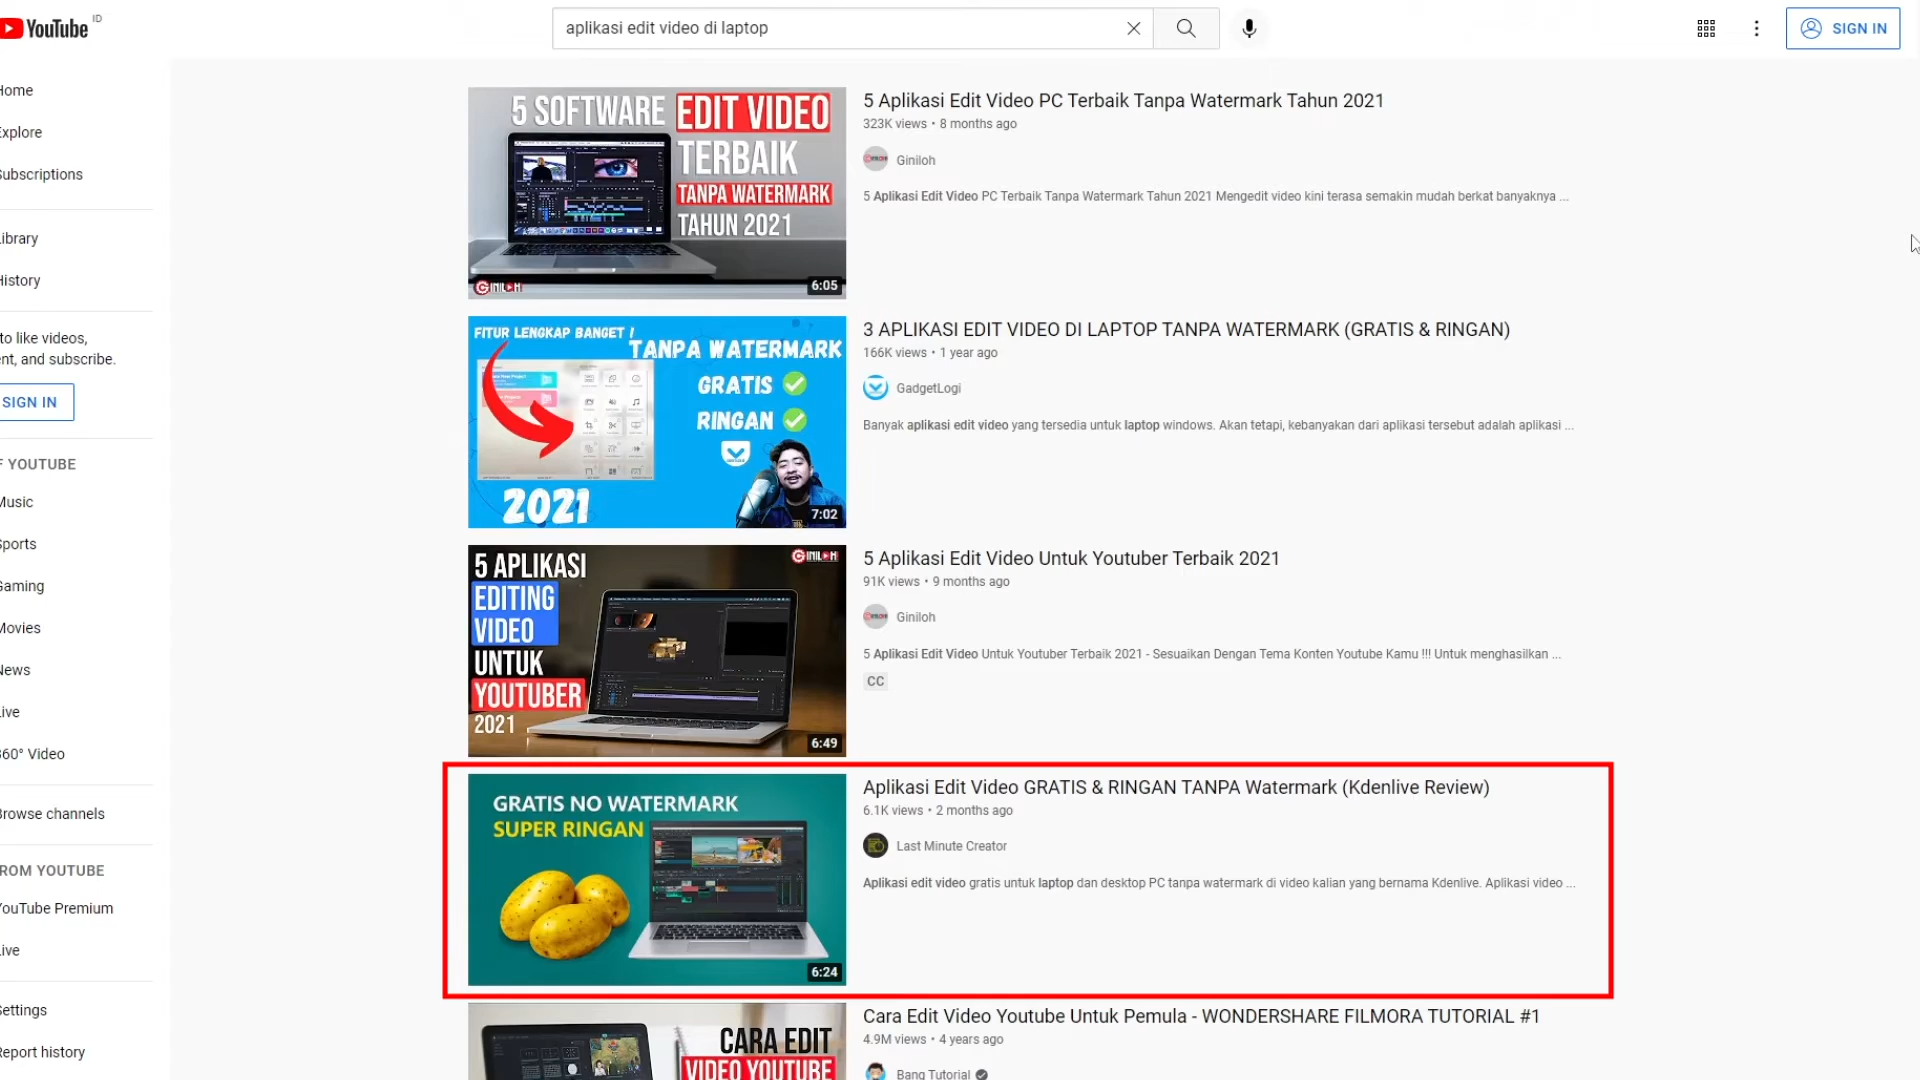 YouTube ID
aplikasi edit video di laptop
SIGN IN
Home
Explore
Subscriptions
Library
History
to like videos,
nt, and subscribe.
SIGN IN
F YOUTUBE
Music
Sports
Gaming
Movies
News
Live
360° Video
Browse channels
ROM YOUTUBE
YouTube Premium
Live
Settings
Report history
5 SOFTWARE EDIT VIDEO
TERBAIK
TANPA WATERMARK
TAHUN 2021
GINILOH
6:05
5 Aplikasi Edit Video PC Terbaik Tanpa Watermark Tahun 2021
323K views • 8 months ago
Giniloh
5 Aplikasi Edit Video PC Terbaik Tanpa Watermark Tahun 2021 Mengedit video kini terasa semakin mudah berkat banyaknya ...
FITUR LENGKAP BANGET !
TANPA WATERMARK
GRATIS
RINGAN
2021
7:02
3 APLIKASI EDIT VIDEO DI LAPTOP TANPA WATERMARK (GRATIS & RINGAN)
166K views • 1 year ago
GadgetLogi
Banyak aplikasi edit video yang tersedia untuk laptop windows. Akan tetapi, kebanyakan dari aplikasi tersebut adalah aplikasi ...
GINILOH
5 APLIKASI
EDITING
VIDEO
UNTUK
YOUTUBER
2021
6:49
5 Aplikasi Edit Video Untuk Youtuber Terbaik 2021
91K views • 9 months ago
Giniloh
5 Aplikasi Edit Video Untuk Youtuber Terbaik 2021 - Sesuaikan Dengan Tema Konten Youtube Kamu !!! Untuk menghasilkan ...
CC
GRATIS NO WATERMARK
SUPER RINGAN
6:24
Aplikasi Edit Video GRATIS & RINGAN TANPA Watermark (Kdenlive Review)
6.1K views • 2 months ago
Last Minute Creator
Aplikasi edit video gratis untuk laptop dan desktop PC tanpa watermark di video kalian yang bernama Kdenlive. Aplikasi video ...
CARA EDIT
VIDEO YOUTUBE
Cara Edit Video Youtube Untuk Pemula - WONDERSHARE FILMORA TUTORIAL #1
4.9M views • 4 years ago
Bang Tutorial